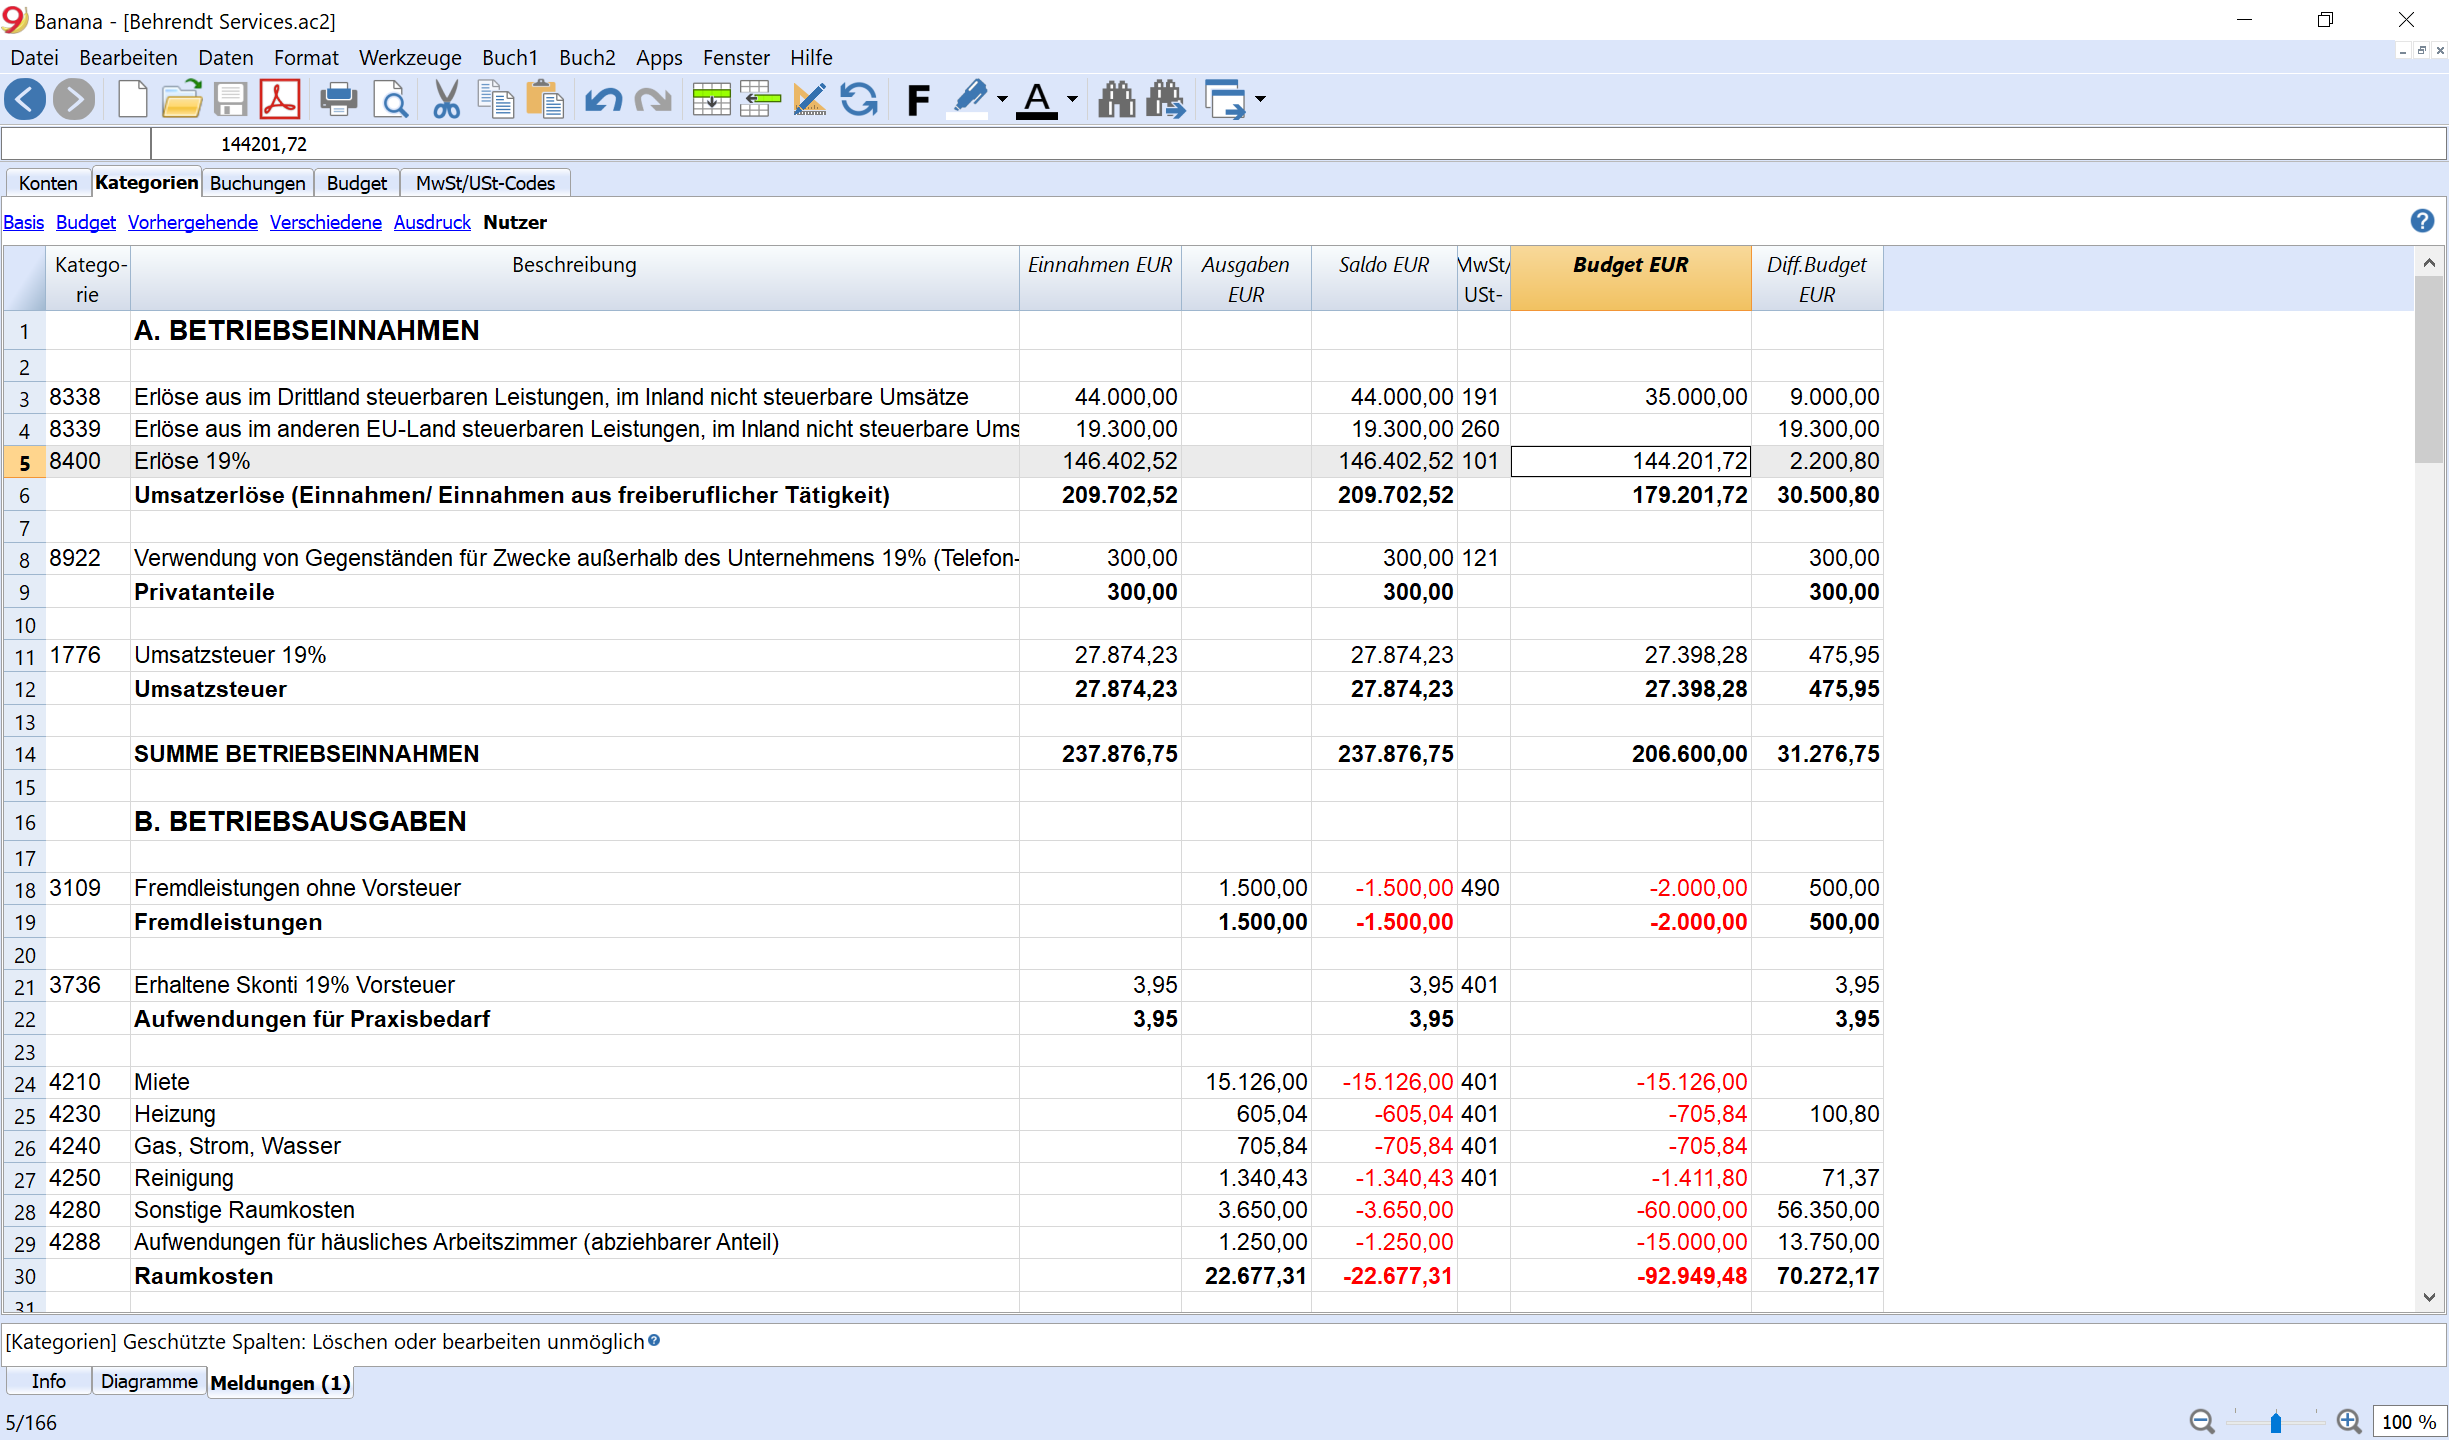 Banana - [Behrendt Services.ac2]
Datei Bearbeiten Daten Format Werkzeuge Buch1 Buch2 Apps Fenster Hilfe
F A
144201,72
Konten Kategorien Buchungen Budget MwSt/USt-Codes
Basis Budget Vorhergehende Verschiedene Ausdruck Nutzer
Katego-rie Beschreibung Einnahmen EUR Ausgaben EUR Saldo EUR MwSt/USt- Budget EUR Diff.Budget EUR
1 A. BETRIEBSEINNAHMEN
2
3 8338 Erlöse aus im Drittland steuerbaren Leistungen, im Inland nicht steuerbare Umsätze 44.000,00 44.000,00 191 35.000,00 9.000,00
4 8339 Erlöse aus im anderen EU-Land steuerbaren Leistungen, im Inland nicht steuerbare Ums 19.300,00 19.300,00 260 19.300,00
5 8400 Erlöse 19% 146.402,52 146.402,52 101 144.201,72 2.200,80
6 Umsatzerlöse (Einnahmen/ Einnahmen aus freiberuflicher Tätigkeit) 209.702,52 209.702,52 179.201,72 30.500,80
7
8 8922 Verwendung von Gegenständen für Zwecke außerhalb des Unternehmens 19% (Telefon- 300,00 300,00 121 300,00
9 Privatanteile 300,00 300,00 300,00
10
11 1776 Umsatzsteuer 19% 27.874,23 27.874,23 27.398,28 475,95
12 Umsatzsteuer 27.874,23 27.874,23 27.398,28 475,95
13
14 SUMME BETRIEBSEINNAHMEN 237.876,75 237.876,75 206.600,00 31.276,75
15
16 B. BETRIEBSAUSGABEN
17
18 3109 Fremdleistungen ohne Vorsteuer 1.500,00 -1.500,00 490 -2.000,00 500,00
19 Fremdleistungen 1.500,00 -1.500,00 -2.000,00 500,00
20
21 3736 Erhaltene Skonti 19% Vorsteuer 3,95 3,95 401 3,95
22 Aufwendungen für Praxisbedarf 3,95 3,95 3,95
23
24 4210 Miete 15.126,00 -15.126,00 401 -15.126,00
25 4230 Heizung 605,04 -605,04 401 -705,84 100,80
26 4240 Gas, Strom, Wasser 705,84 -705,84 401 -705,84
27 4250 Reinigung 1.340,43 -1.340,43 401 -1.411,80 71,37
28 4280 Sonstige Raumkosten 3.650,00 -3.650,00 -60.000,00 56.350,00
29 4288 Aufwendungen für häusliches Arbeitszimmer (abziehbarer Anteil) 1.250,00 -1.250,00 -15.000,00 13.750,00
30 Raumkosten 22.677,31 -22.677,31 -92.949,48 70.272,17
31
[Kategorien] Geschützte Spalten: Löschen oder bearbeiten unmöglich
Info Diagramme Meldungen (1)
5/166 100 %